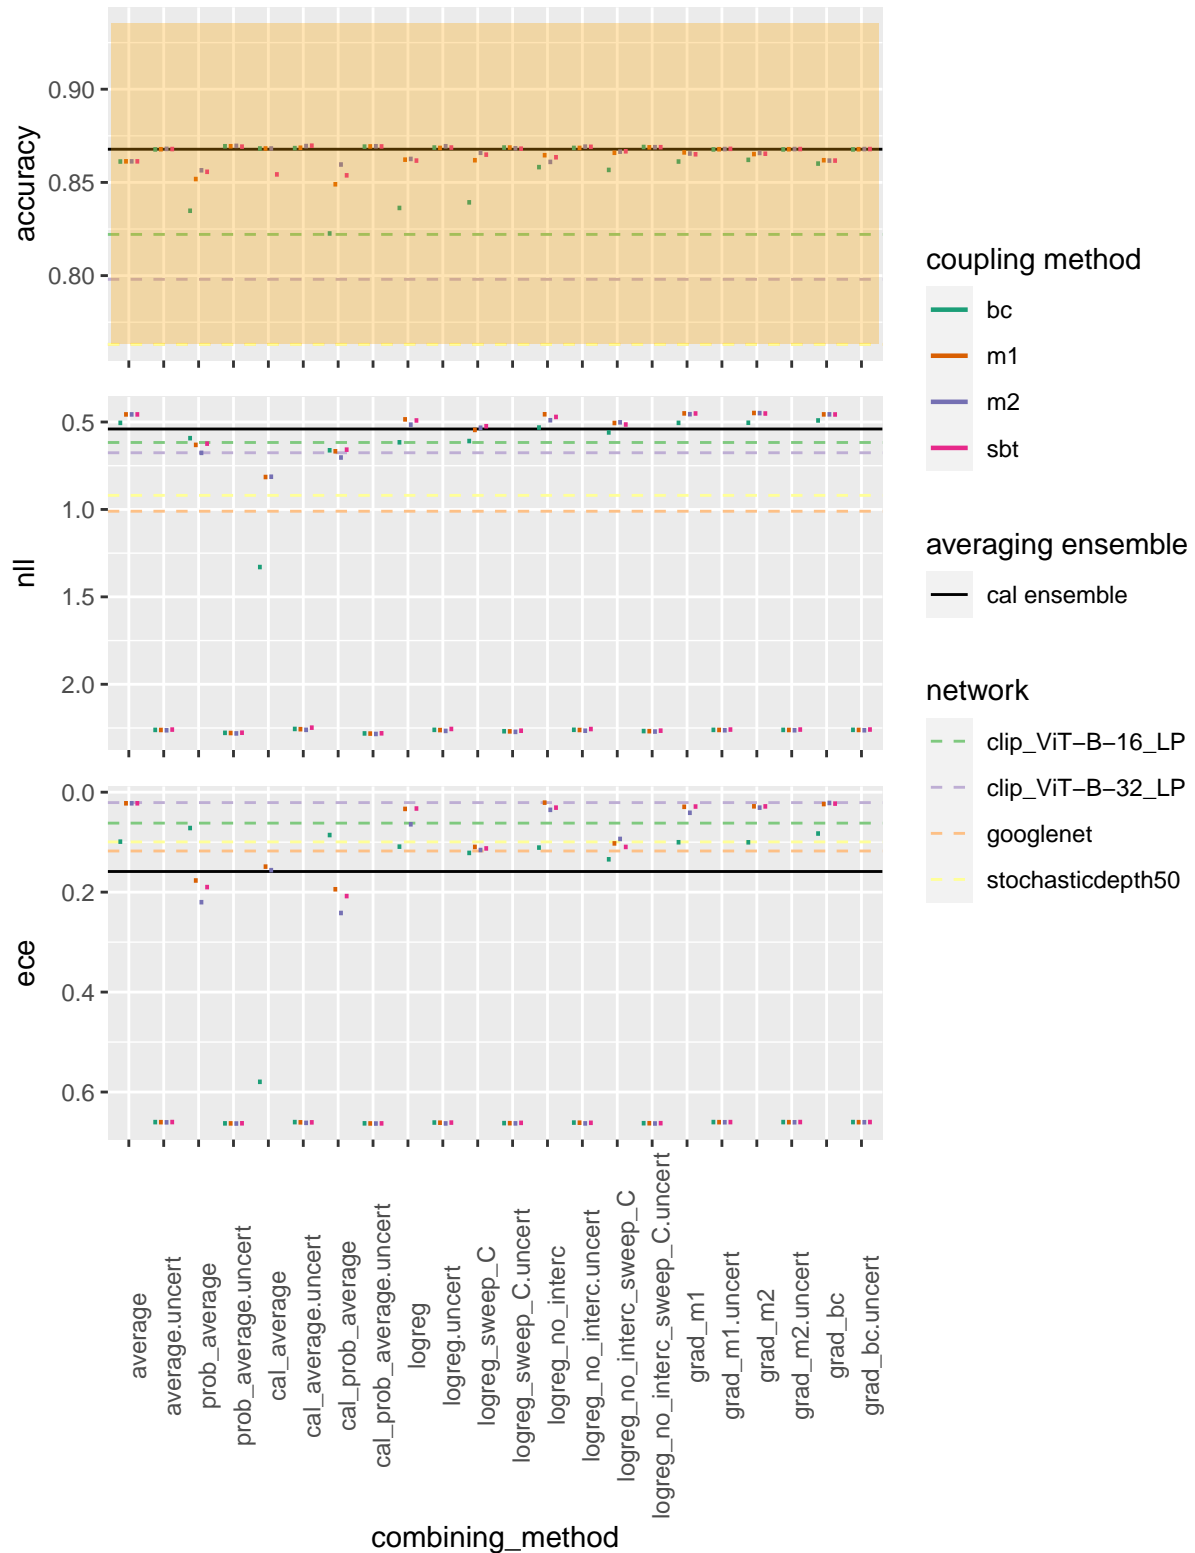 accuracy
0.90
0.85
0.80
nll
0.5
1.0
1.5
2.0
ece
0.0
0.2
0.4
0.6
average
average.uncert
prob_average
prob_average.uncert
cal_average
cal_average.uncert
cal_prob_average
cal_prob_average.uncert
logreg
logreg.uncert
logreg_sweep_C
logreg_sweep_C.uncert
logreg_no_interc
logreg_no_interc.uncert
logreg_no_interc_sweep_C
logreg_no_interc_sweep_C.uncert
grad_m1
grad_m1.uncert
grad_m2
grad_m2.uncert
grad_bc
grad_bc.uncert
combining_method
coupling method
bc
m1
m2
sbt
averaging ensemble
cal ensemble
network
clip_ViT−B−16_LP
clip_ViT−B−32_LP
googlenet
stochasticdepth50